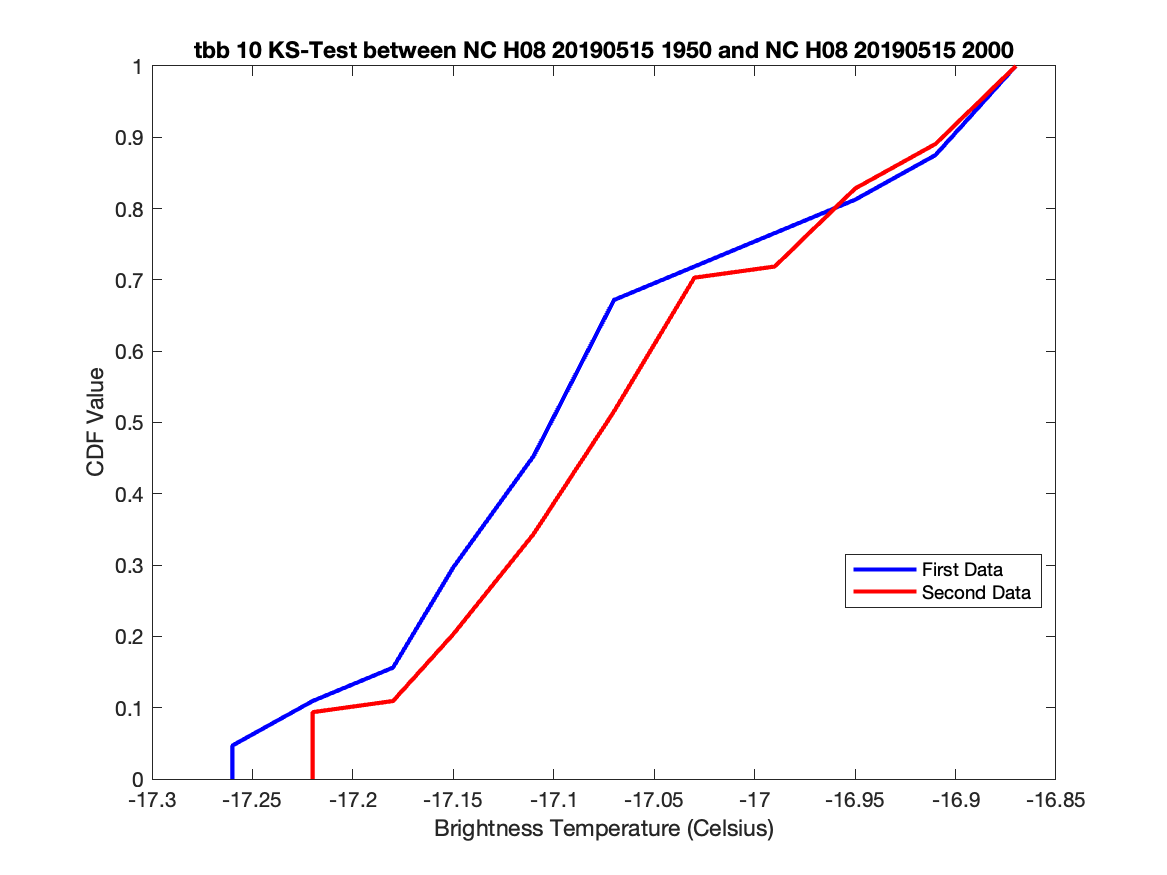 tbb 10 KS-Test between NC H08 20190515 1950 and NC H08 20190515 2000
1
0.9
0.8
0.7
0.6
0.5
0.4
0.3
0.2
0.1
0
CDF Value
First Data
Second Data
-17.3 -17.25 -17.2 -17.15 -17.1 -17.05 -17 -16.95 -16.9 -16.85
Brightness Temperature (Celsius)